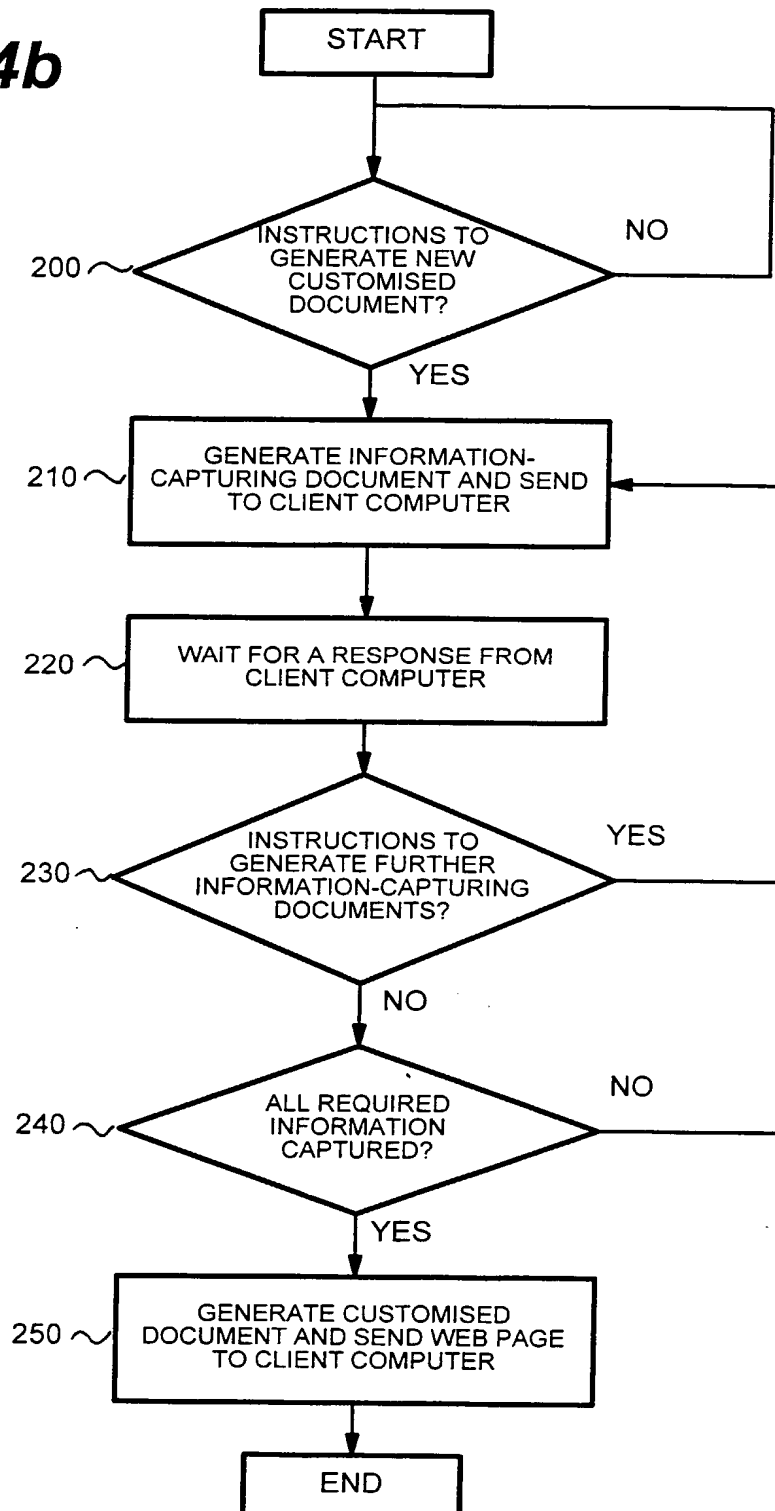 4b
START
INSTRUCTIONS TO
GENERATE NEW
CUSTOMISED
DOCUMENT?
NO
200
YES
GENERATE INFORMATION-
CAPTURING DOCUMENT AND SEND
TO CLIENT COMPUTER
210
WAIT FOR A RESPONSE FROM
CLIENT COMPUTER
220
INSTRUCTIONS TO
GENERATE FURTHER
INFORMATION-CAPTURING
DOCUMENTS?
YES
230
NO
ALL REQUIRED
INFORMATION
CAPTURED?
NO
240
YES
GENERATE CUSTOMISED
DOCUMENT AND SEND WEB PAGE
TO CLIENT COMPUTER
250
END